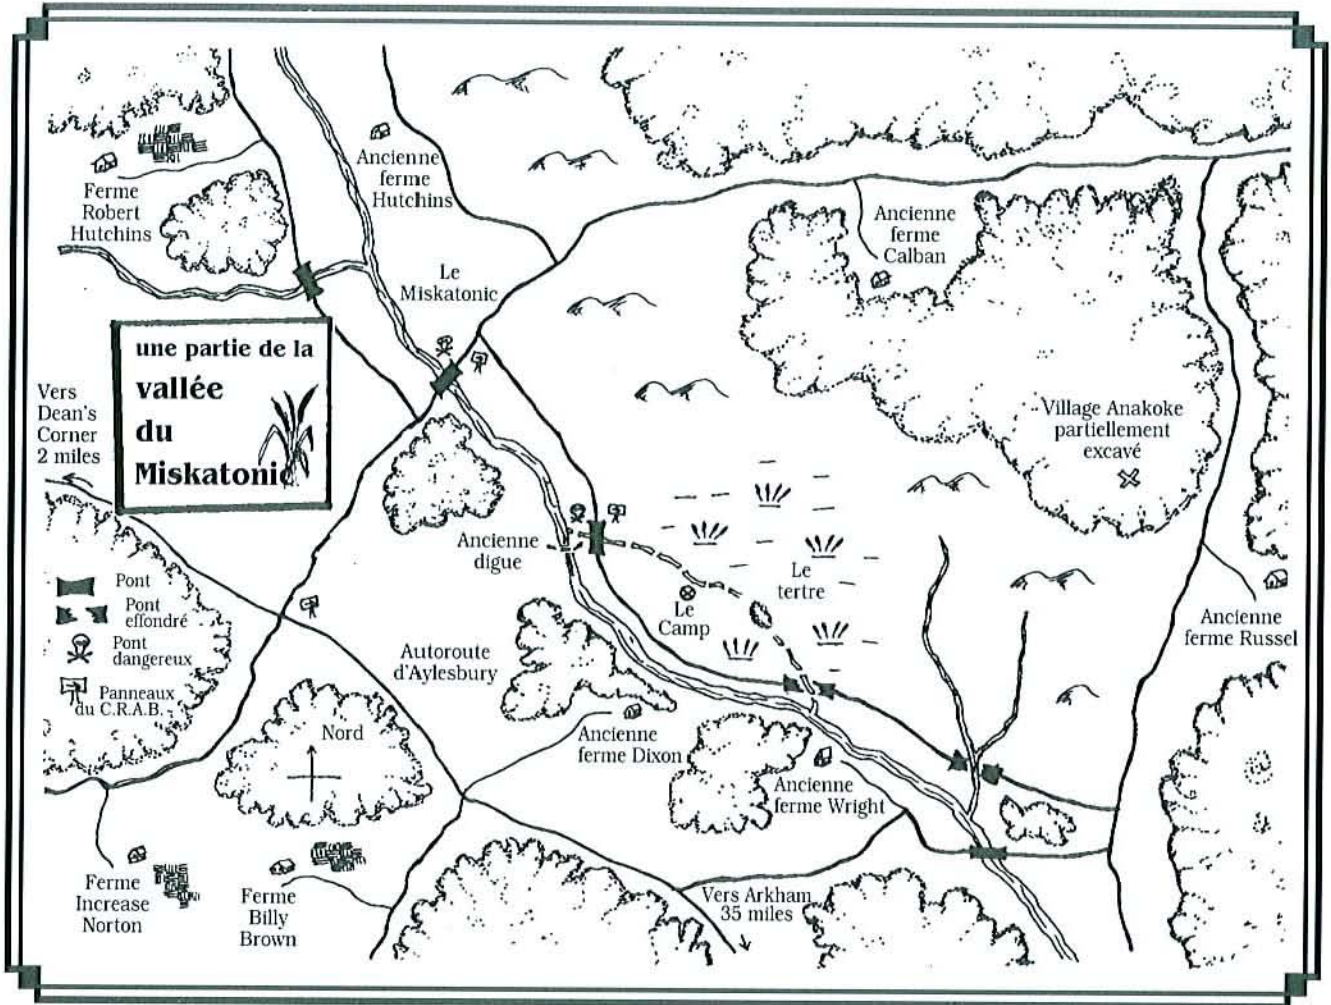 Ancienne
ferme
Hutchins
Ferme
Robert
Hutchins
Ancienne
ferme
Calban
Le
Miskatonic
une partie de la
vallée
du
Miskatonic
Vers
Dean's
Corner
2 miles
Village Anakoke
partiellement
excavé
Ancienne
digue
Le
tertre
Le
Camp
Pont
Pont
effondré
Pont
dangereux
Panneaux
du C.R.A.B.
Autoroute
d'Aylesbury
Ancienne
ferme Russel
Nord
Ancienne
ferme Dixon
Ancienne
ferme Wright
Ferme
Increase
Norton
Ferme
Billy
Brown
Vers Arkham
35 miles